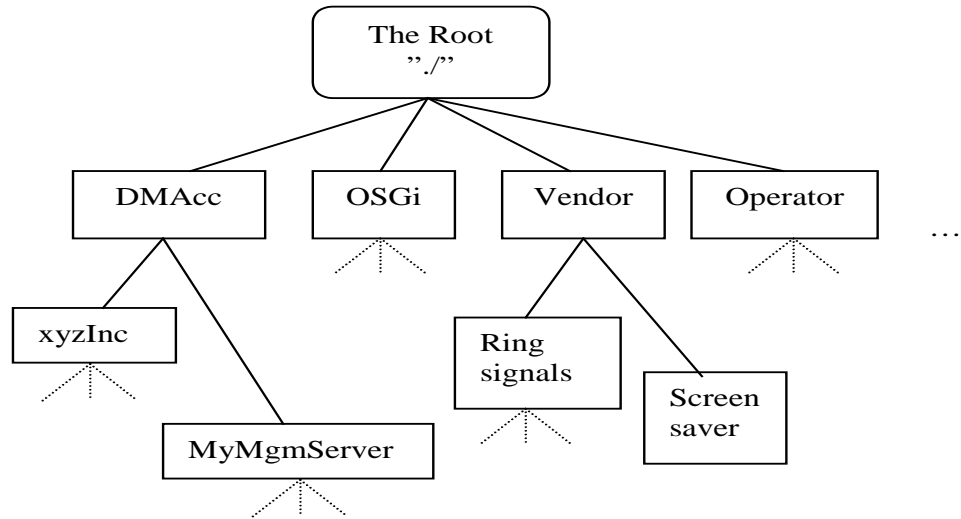 The Root
”./”
DMAcc
OSGi
Vendor
Operator
...
xyzInc
Ring
signals
Screen
saver
MyMgmServer